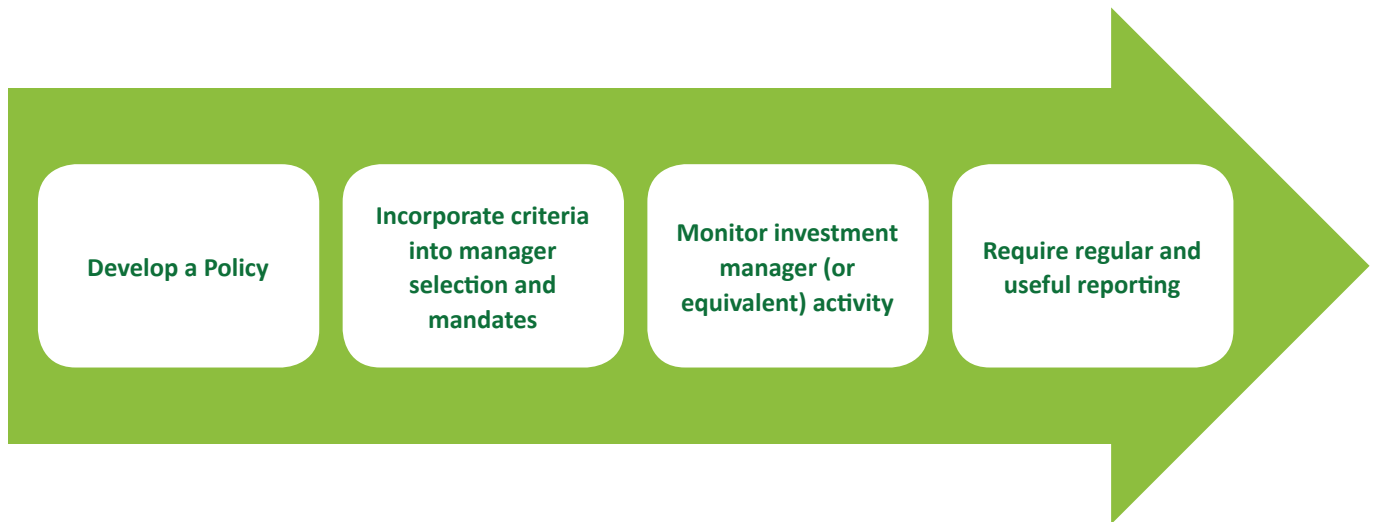 Develop a Policy
Incorporate criteria
into manager
selection and
mandates
Monitor investment
manager (or
equivalent) activity
Require regular and
useful reporting